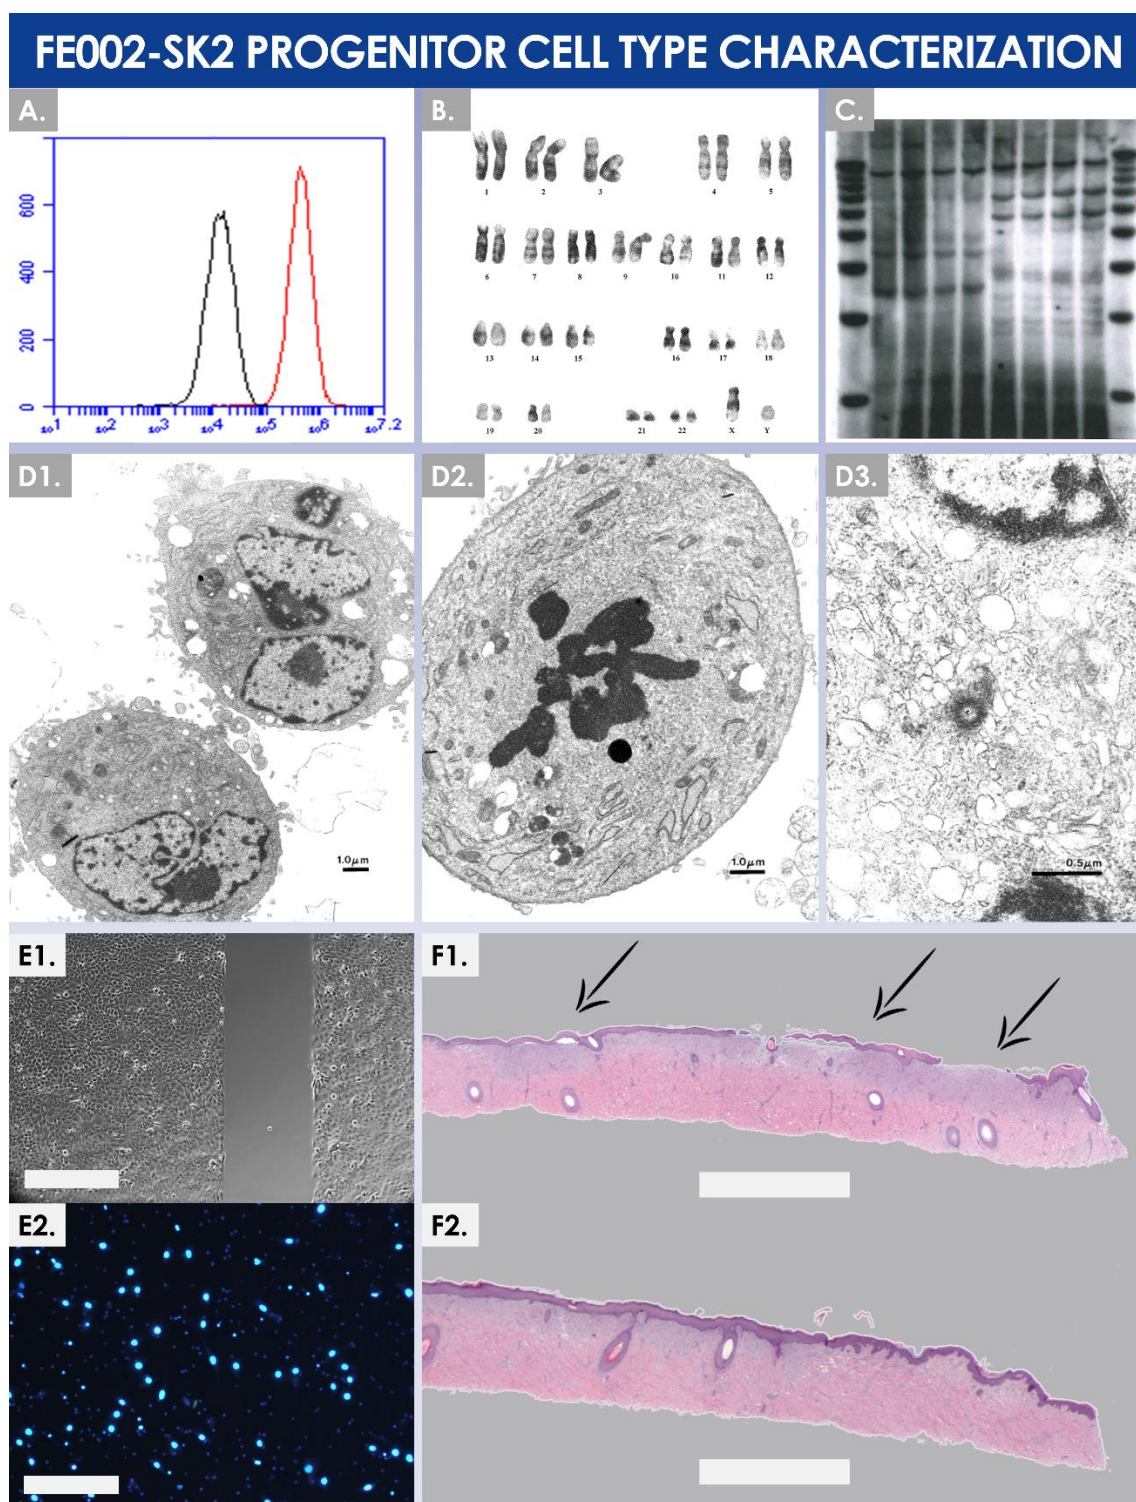 FE002-SK2 PROGENITOR CELL TYPE CHARACTERIZATION
A.
600
400
200
0
10^1 10^2 10^3 10^4 10^5 10^6 10^7.2
B.
1 2 3 4 5
6 7 8 9 10 11 12
13 14 15 16 17 18
19 20 21 22 X Y
C.
D1.
1.0μm
D2.
1.0μm
D3.
0.5μm
E1.
F1.
E2.
F2.